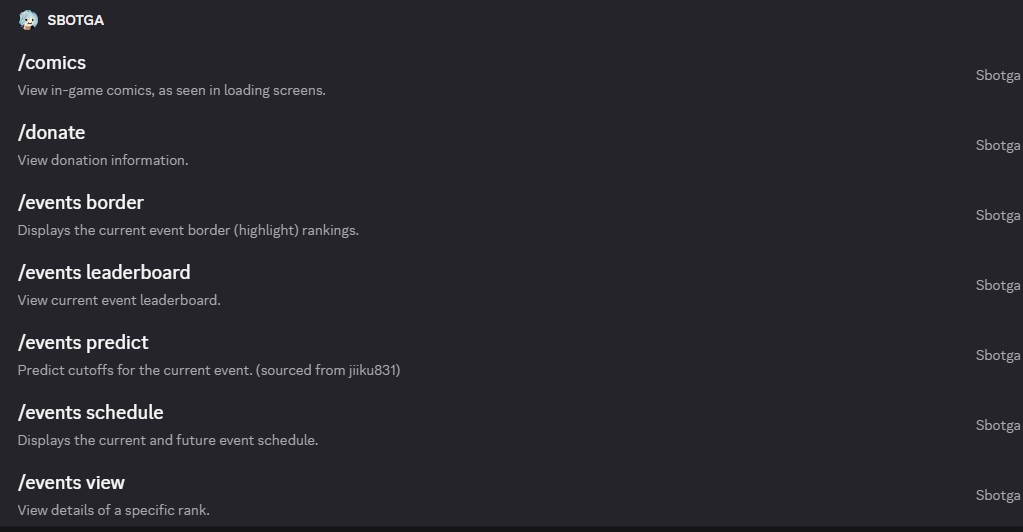 SBOTGA
/comics
View in-game comics, as seen in loading screens.
Sbotga
/donate
View donation information.
Sbotga
/events border
Displays the current event border (highlight) rankings.
Sbotga
/events leaderboard
View current event leaderboard.
Sbotga
/events predict
Predict cutoffs for the current event. (sourced from jiiku831)
Sbotga
/events schedule
Displays the current and future event schedule.
Sbotga
/events view
View details of a specific rank.
Sbotga